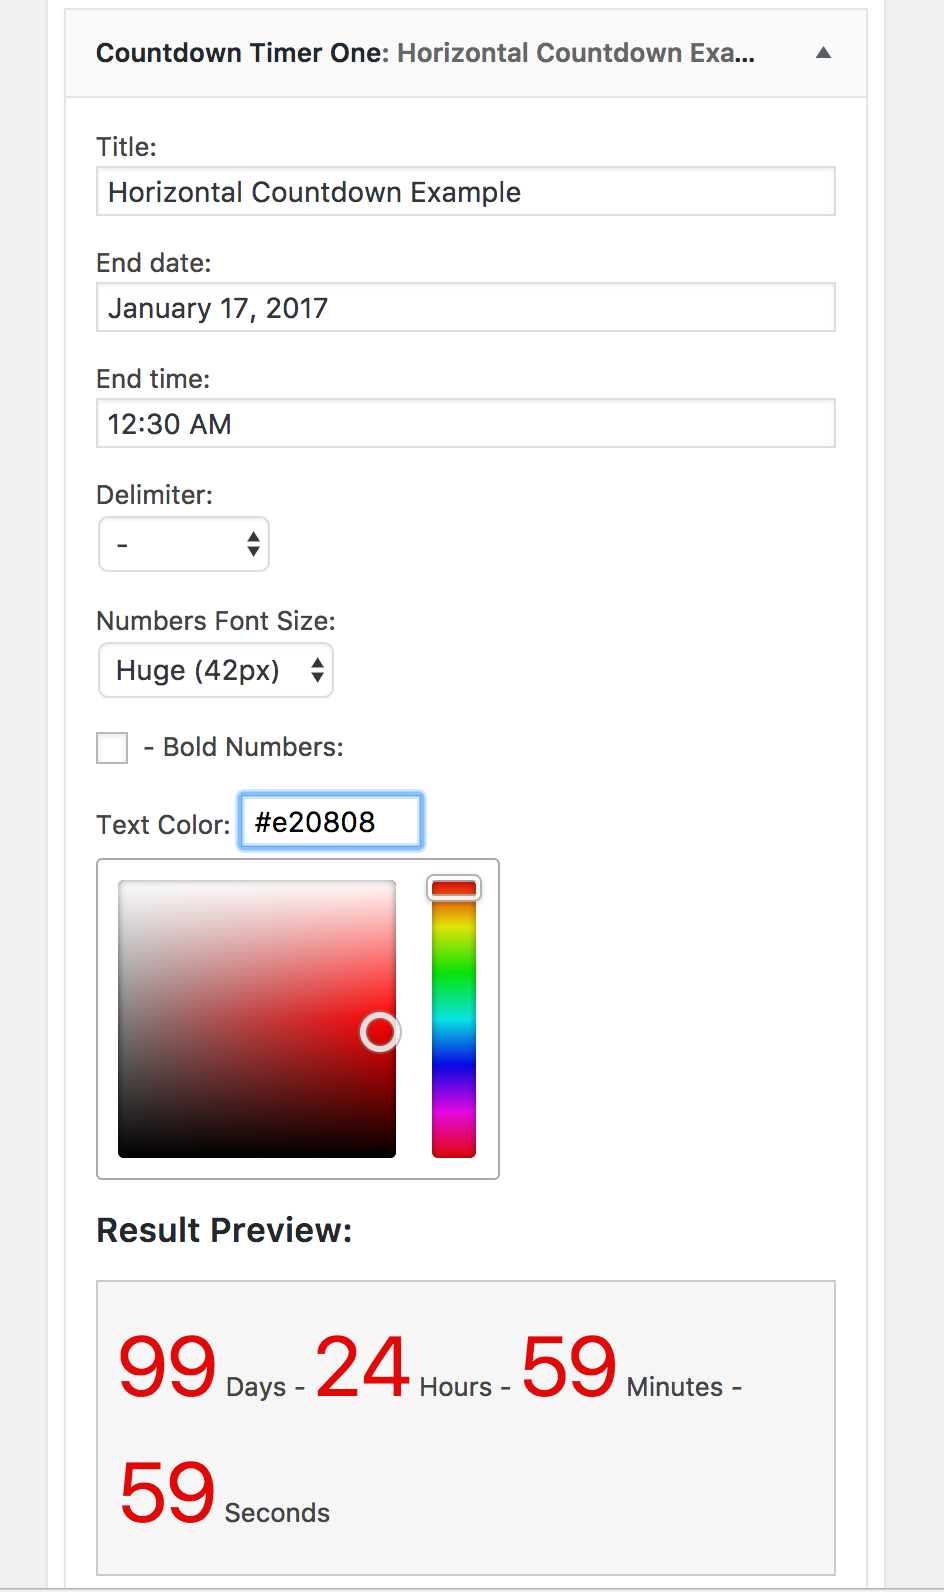 Countdown Timer One: Horizontal Countdown Exa...
Title:
Horizontal Countdown Example
End date:
January 17, 2017
End time:
12:30 AM
Delimiter:
-
Numbers Font Size:
Huge (42px)
- Bold Numbers:
Text Color: #e20808
Result Preview:
99 Days - 24 Hours - 59 Minutes -
59 Seconds